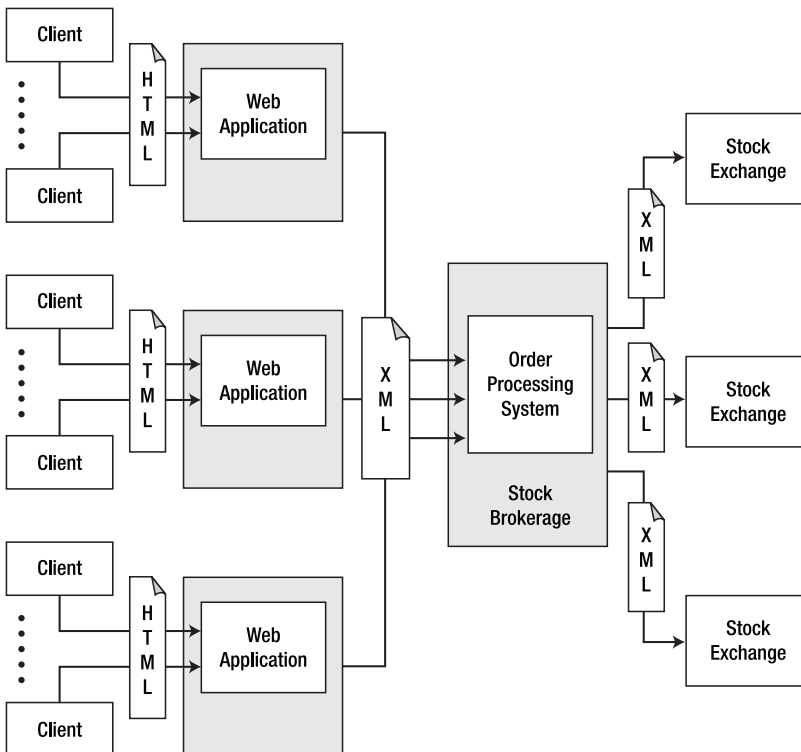 Client
H
T
M
L
Web
Application
Client
Stock
Exchange
X
M
L
Client
H
T
M
L
Web
Application
Client
X
M
L
Order
Processing
System
Stock
Brokerage
X
M
L
Stock
Exchange
X
M
L
Client
H
T
M
L
Web
Application
Client
Stock
Exchange